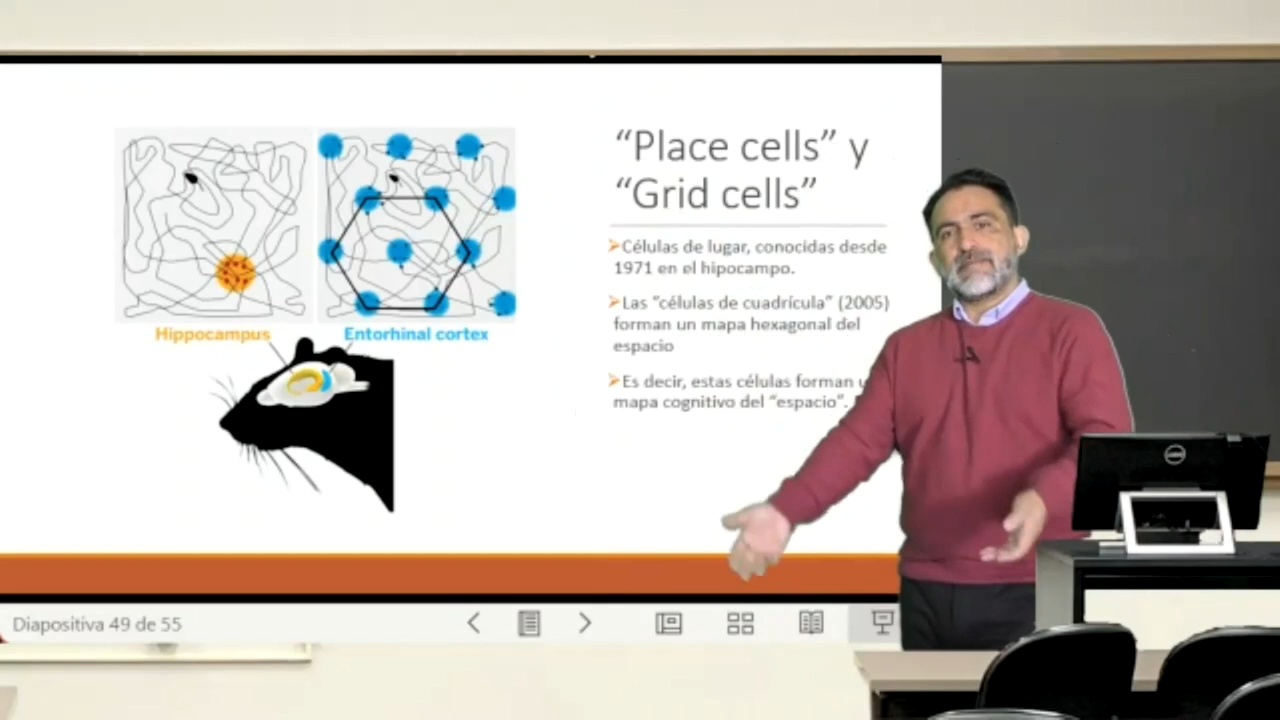 “Place cells” y
“Grid cells”
Células de lugar, conocidas desde
1971 en el hipocampo.
Las “células de cuadrícula” (2005)
forman un mapa hexagonal del
espacio
Es decir, estas células forman
mapa cognitivo del “espacio”.
Hippocampus
Entorhinal cortex
Diapositiva 49 de 55